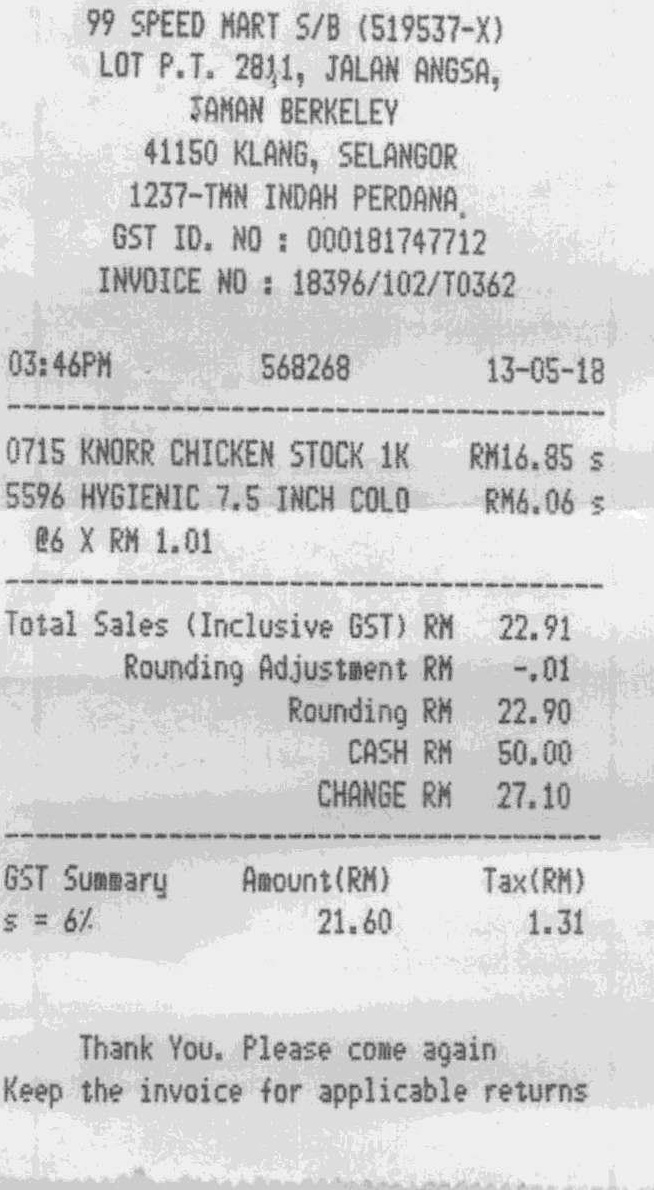 99 SPEED MART S/B (519537-X)
LOT P.T. 2811, JALAN ANGSA,
TAMAN BERKELEY
41150 KLANG, SELANGOR
1237-TMN INDAH PERDANA
GST ID. NO : 000181747712
INVOICE NO : 18396/102/T0362
03:46PM 568268 13-05-18
0715 KNORR CHICKEN STOCK 1K RM16.85 s
5596 HYGIENIC 7.5 INCH COLO RM6.06 s
@6 X RM 1.01
Total Sales (Inclusive GST) RM 22.91
Rounding Adjustment RM -.01
Rounding RM 22.90
CASH RM 50.00
CHANGE RM 27.10
GST Summary Amount(RM) Tax(RM)
s = 6% 21.60 1.31
Thank You. Please come again
Keep the invoice for applicable returns